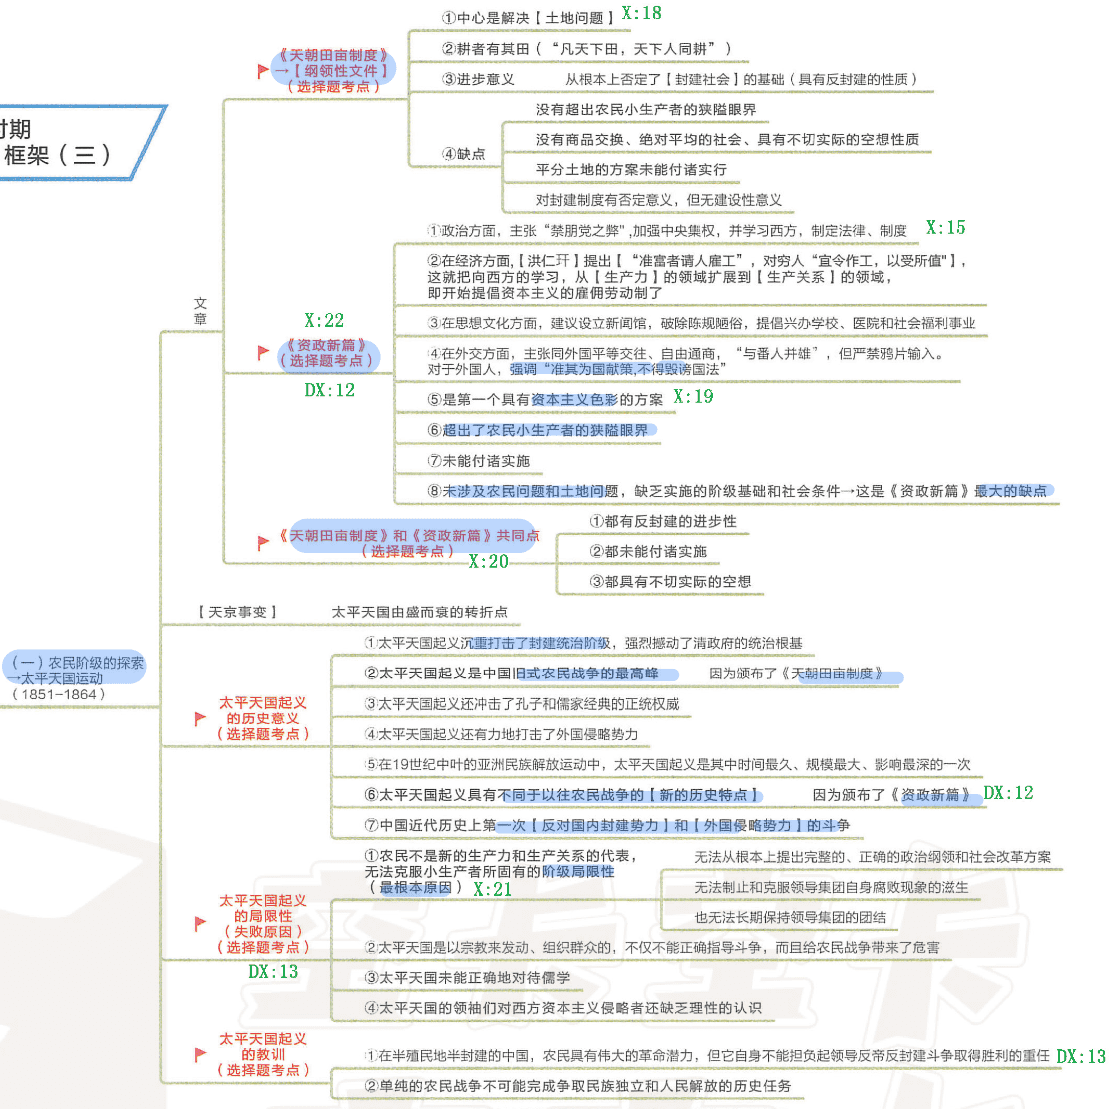 时期
框架（三）
（一）农民阶级的探索
→太平天国运动
（1851-1864）
文章
《天朝田亩制度》
→【纲领性文件】
（选择题考点）
①中心是解决【土地问题】 X:18
②耕者有其田（“凡天下田，天下人同耕”）
③进步意义 从根本上否定了【封建社会】的基础（具有反封建的性质）
④缺点
没有超出农民小生产者的狭隘眼界
没有商品交换、绝对平均的社会、具有不切实际的空想性质
平分土地的方案未能付诸实行
对封建制度有否定意义，但无建设性意义
X:22
《资政新篇》
（选择题考点）
DX:12
①政治方面，主张“禁朋党之弊",加强中央集权，并学习西方，制定法律、制度 X:15
②在经济方面,【洪仁玕】提出【“准富者请人雇工”，对穷人“宜令作工，以受所值"】,
这就把向西方的学习，从【生产力】的领域扩展到【生产关系】的领域，
即开始提倡资本主义的雇佣劳动制了
③在思想文化方面，建议设立新闻馆，破除陈规陋俗，提倡兴办学校、医院和社会福利事业
④在外交方面，主张同外国平等交往、自由通商，“与番人并雄”，但严禁鸦片输入。
对于外国人，强调“准其为国献策,不得毁谤国法”
⑤是第一个具有资本主义色彩的方案 X:19
⑥超出了农民小生产者的狭隘眼界
⑦未能付诸实施
⑧未涉及农民问题和土地问题，缺乏实施的阶级基础和社会条件→这是《资政新篇》最大的缺点
《天朝田亩制度》和《资政新篇》共同点
（选择题考点）
X:20
①都有反封建的进步性
②都未能付诸实施
③都具有不切实际的空想
【天京事变】 太平天国由盛而衰的转折点
太平天国起义
的历史意义
（选择题考点）
①太平天国起义沉重打击了封建统治阶级，强烈撼动了清政府的统治根基
②太平天国起义是中国旧式农民战争的最高峰 因为颁布了《天朝田亩制度》
③太平天国起义还冲击了孔子和儒家经典的正统权威
④太平天国起义还有力地打击了外国侵略势力
⑤在19世纪中叶的亚洲民族解放运动中，太平天国起义是其中时间最久、规模最大、影响最深的一次
⑥太平天国起义具有不同于以往农民战争的【新的历史特点】 因为颁布了《资政新篇》 DX:12
⑦中国近代历史上第一次【反对国内封建势力】和【外国侵略势力】的斗争
太平天国起义
的局限性
（失败原因）
（选择题考点）
DX:13
①农民不是新的生产力和生产关系的代表，
无法克服小生产者所固有的阶级局限性
（最根本原因） X:21
无法从根本上提出完整的、正确的政治纲领和社会改革方案
无法制止和克服领导集团自身腐败现象的滋生
也无法长期保持领导集团的团结
②太平天国是以宗教来发动、组织群众的，不仅不能正确指导斗争，而且给农民战争带来了危害
③太平天国未能正确地对待儒学
④太平天国的领袖们对西方资本主义侵略者还缺乏理性的认识
太平天国起义
的教训
（选择题考点）
①在半殖民地半封建的中国，农民具有伟大的革命潜力，但它自身不能担负起领导反帝反封建斗争取得胜利的重任 DX:13
②单纯的农民战争不可能完成争取民族独立和人民解放的历史任务